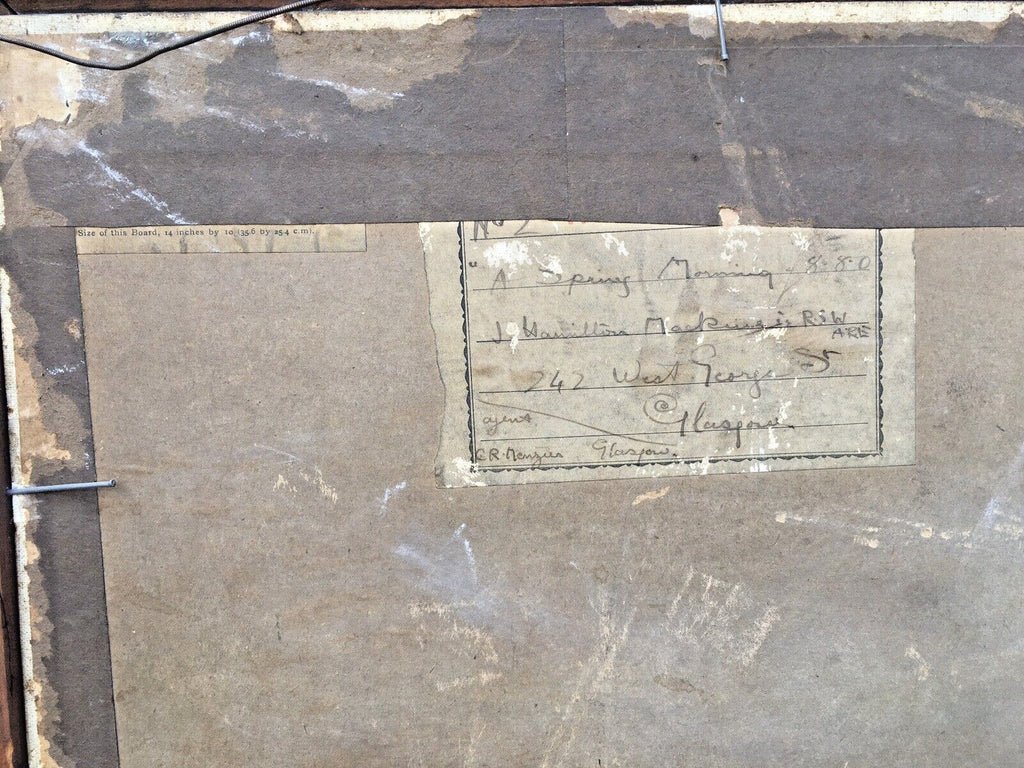 Size of this Board, 14 inches by 10 (35.6 by 25.4 c.m).
No 2
"A Spring Morning 8-8-0
J. Hamilton Mackenzie R.S.W
ARE
242 West George St
Glasgow.
agent
C.R. Menzies Glasgow.